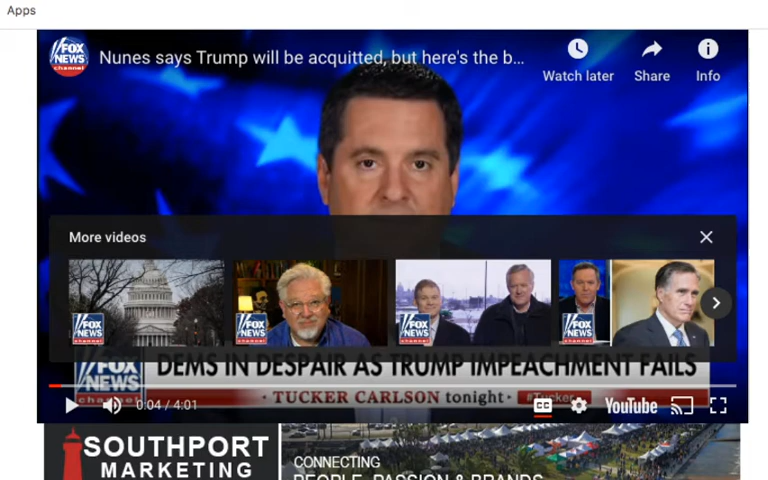 Apps
FOX
NEWS
channel
Nunes says Trump will be acquitted, but here's the b...
Watch later
Share
Info
More videos
FOX
NEWS
channel
FOX
NEWS
channel
FOX
NEWS
channel
FOX
NEWS
channel
FOX
NEWS
channel
DEMS IN DESPAIR AS TRUMP IMPEACHMENT FAILS
TUCKER CARLSON tonight
#Tucker
0:04 / 4:01
CC
YouTube
SOUTHPORT
MARKETING
CONNECTING
PEOPLE, PASSION & BRANDS